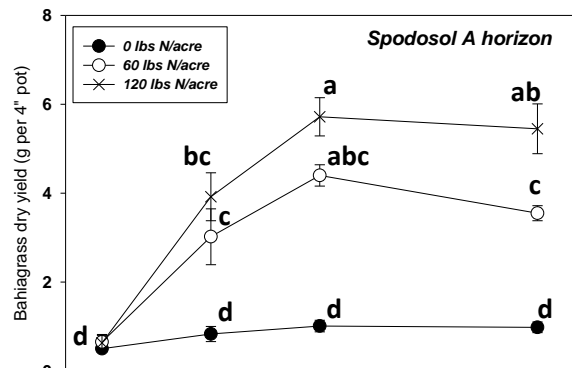 8
0 lbs N/acre
60 lbs N/acre
120 lbs N/acre
Spodosol A horizon
a
ab
6
bc
abc
4
c
c
2
d
d
d
d
0
Bahiagrass dry yield (g per 4" pot)